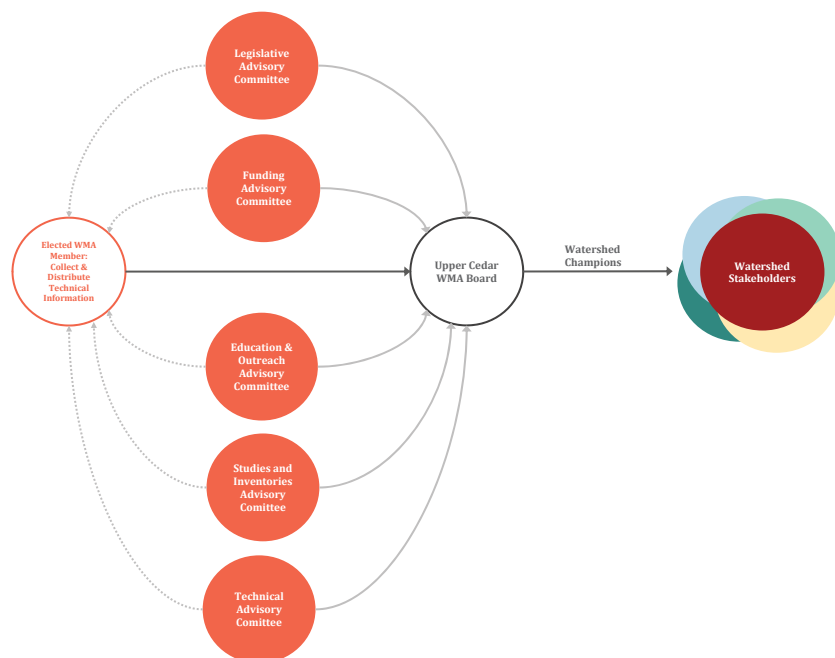 Legislative
Advisory
Committee
Funding
Advisory
Committee
Elected WMA
Member:
Collect &
Distribute
Technical
Information
Upper Cedar
WMA Board
Watershed
Champions
Watershed
Stakeholders
Education &
Outreach
Advisory
Committee
Studies and
Inventories
Advisory
Comittee
Technical
Advisory
Comittee